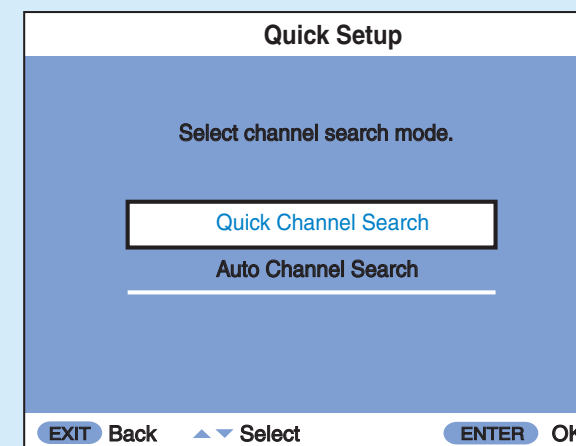 Quick Setup
Select channel search mode.
Quick Channel Search
Auto Channel Search
EXIT Back Select ENTER OK